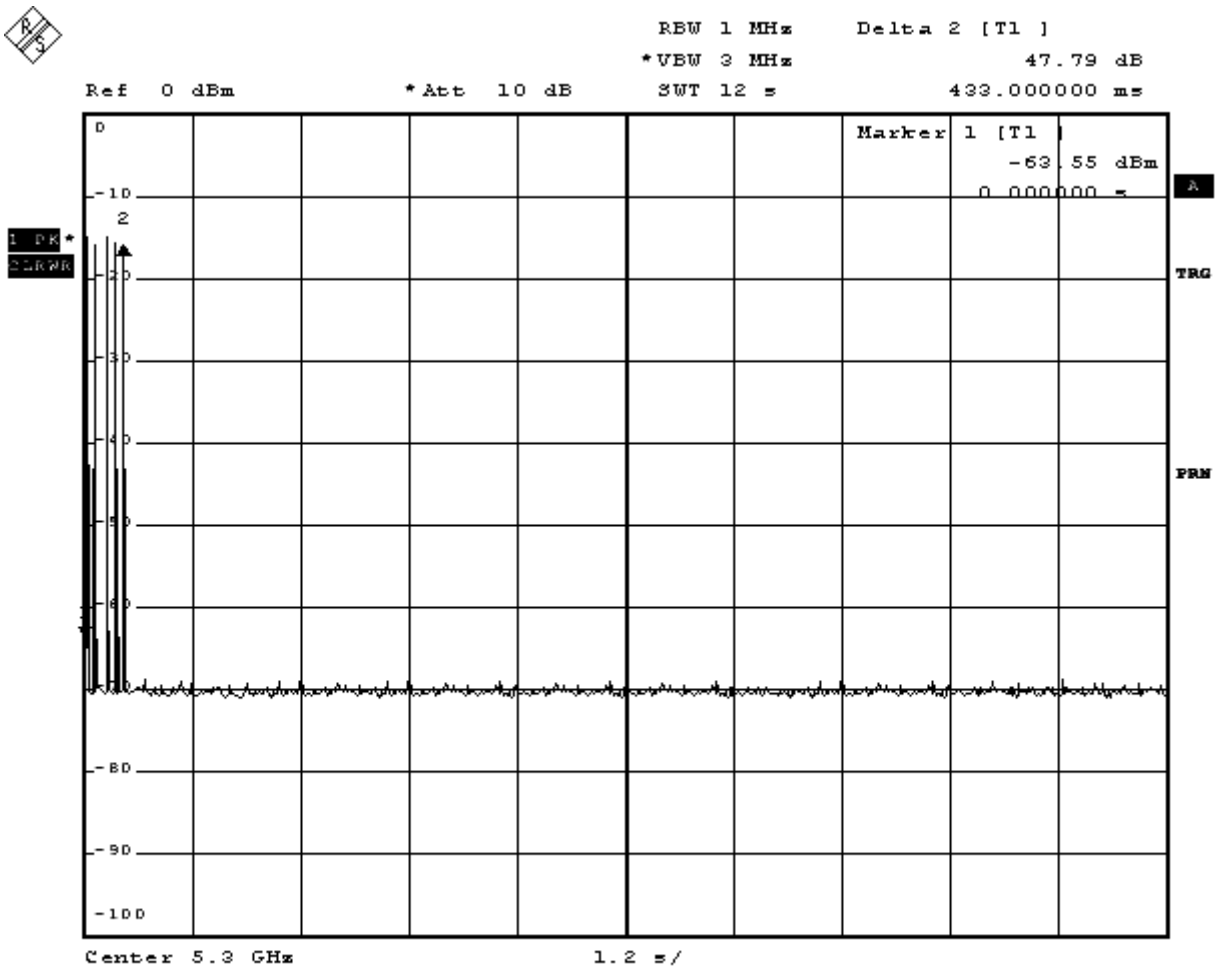 R S
RBW 1 MHz Delta 2 [T1 ]
*VBW 3 MHz 47.79 dB
Ref 0 dBm *Att 10 dB SWT 12 s 433.000000 ms
0
Marker 1 [T1 ]
-63.55 dBm
0.000000 s
A
-10
2
1 PK*
CLRWR
-20
TRG
-30
-40
PRN
-50
-60
-80
-90
-100
Center 5.3 GHz 1.2 s/